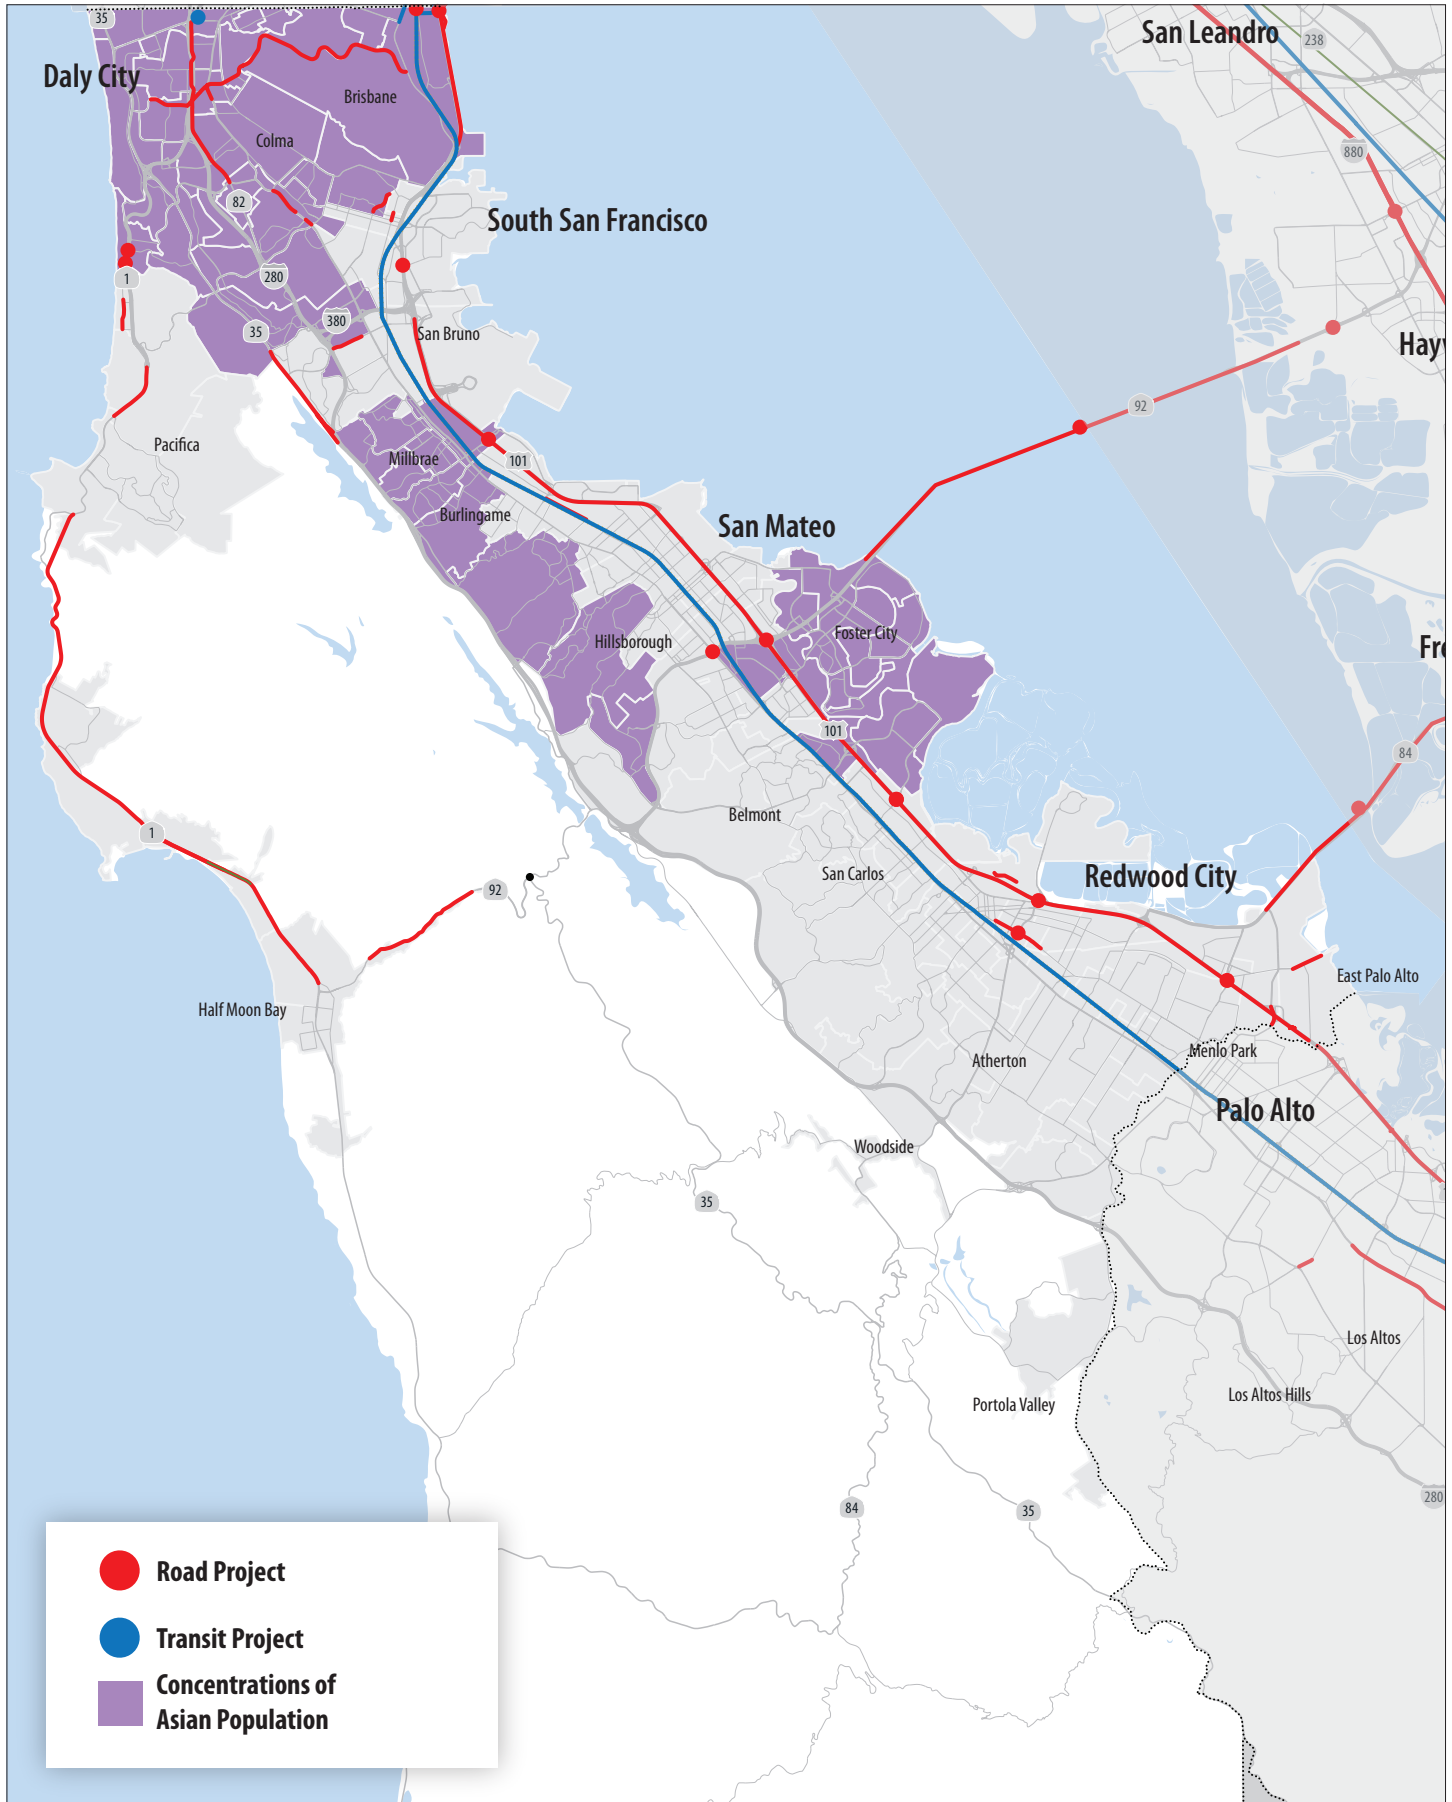 35
San Leandro
238
Daly City
Brisbane
Colma
880
82
South San Francisco
1
280
380
35
San Bruno
Hay
92
Pacifica
Millbrae
101
Burlingame
San Mateo
Foster City
Hillsborough
Fre
101
84
Belmont
1
San Carlos
Redwood City
92
East Palo Alto
Half Moon Bay
Menlo Park
Atherton
Palo Alto
Woodside
35
Los Altos
Los Altos Hills
Portola Valley
280
84
35
Road Project
Transit Project
Concentrations of
Asian Population